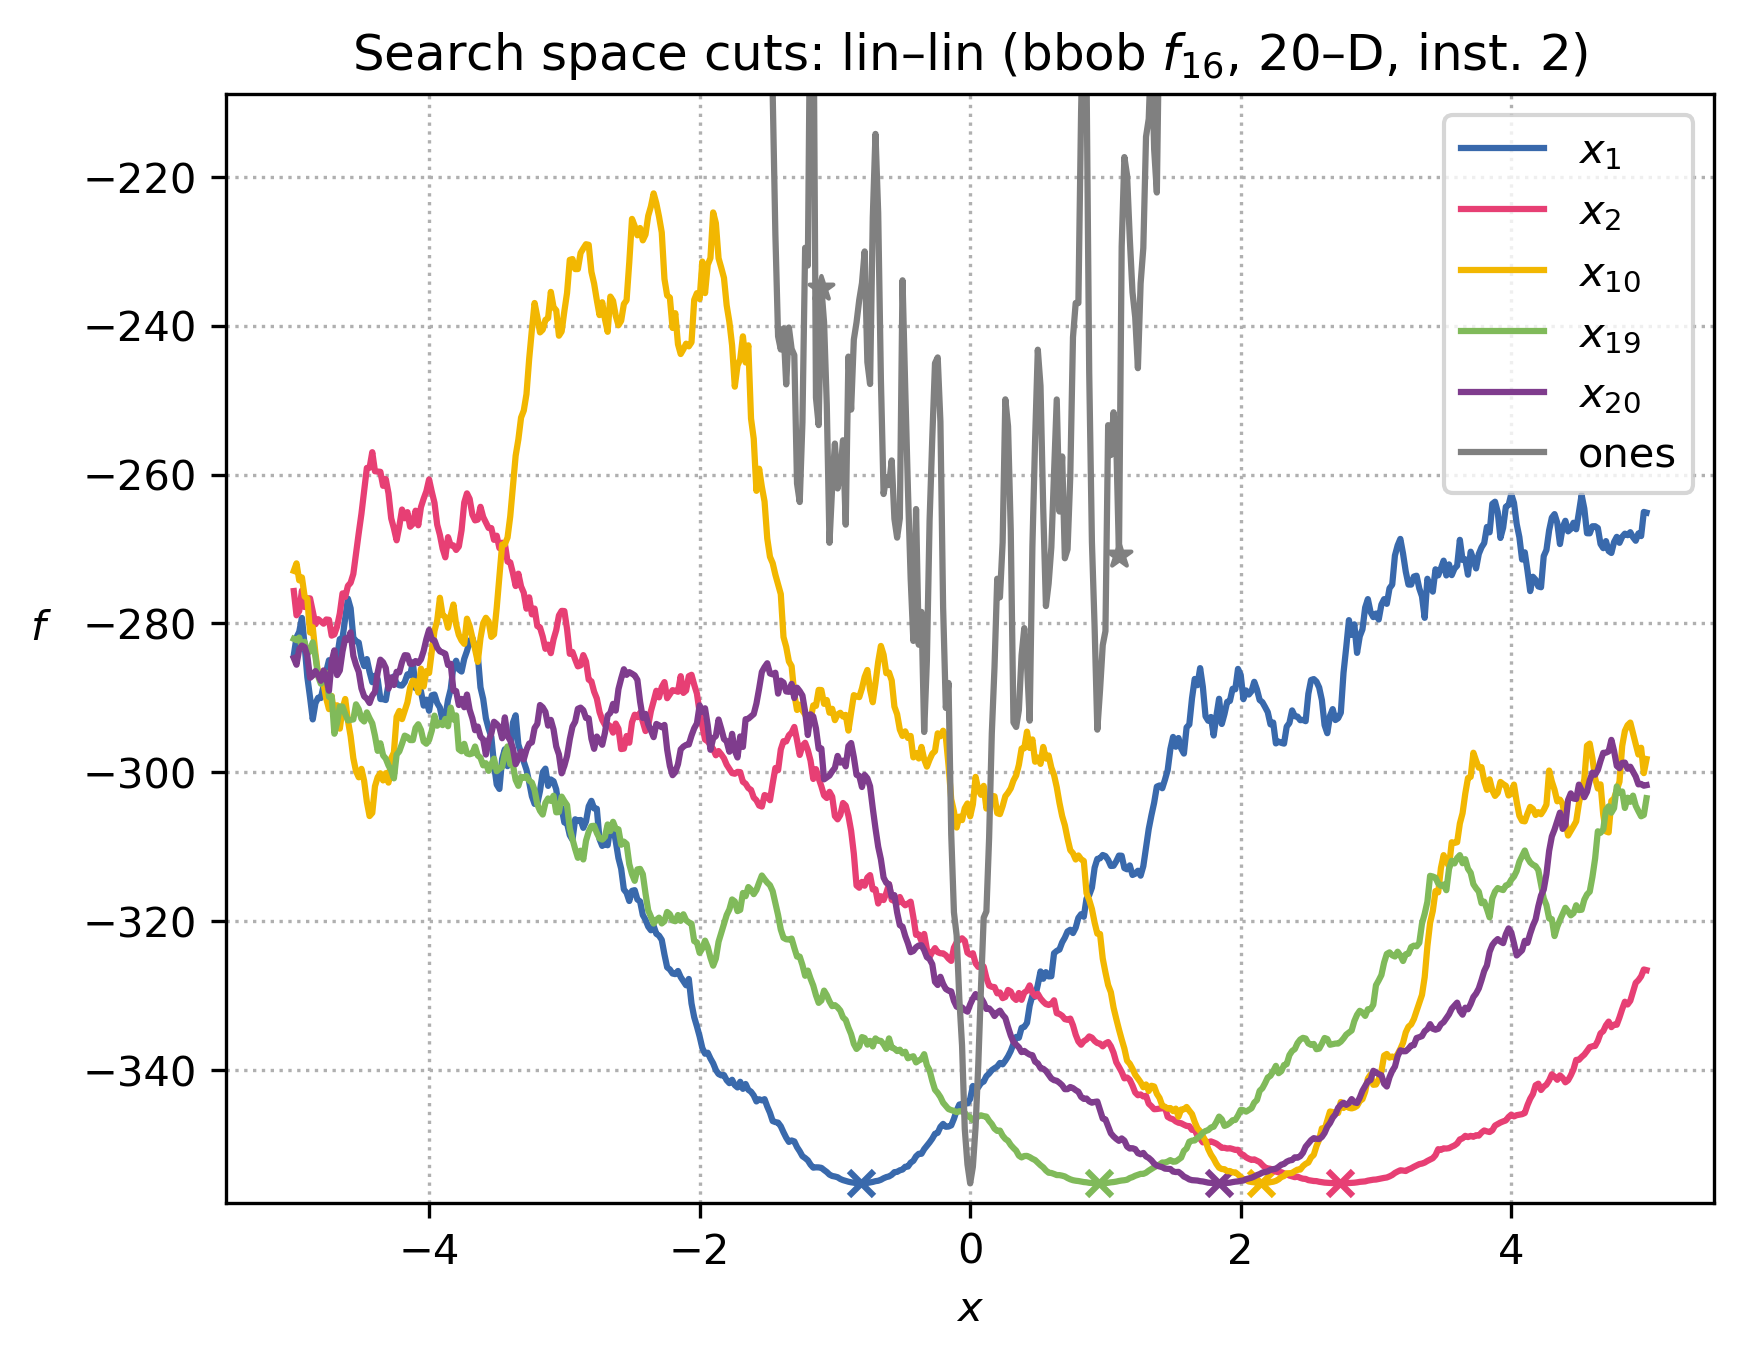 Search space cuts: lin–lin (bbob f₁₆, 20–D, inst. 2)
x₁
x₂
x₁₀
x₁₉
x₂₀
ones
−220
−240
−260
−280
−300
−320
−340
f
−4
−2
0
2
4
x